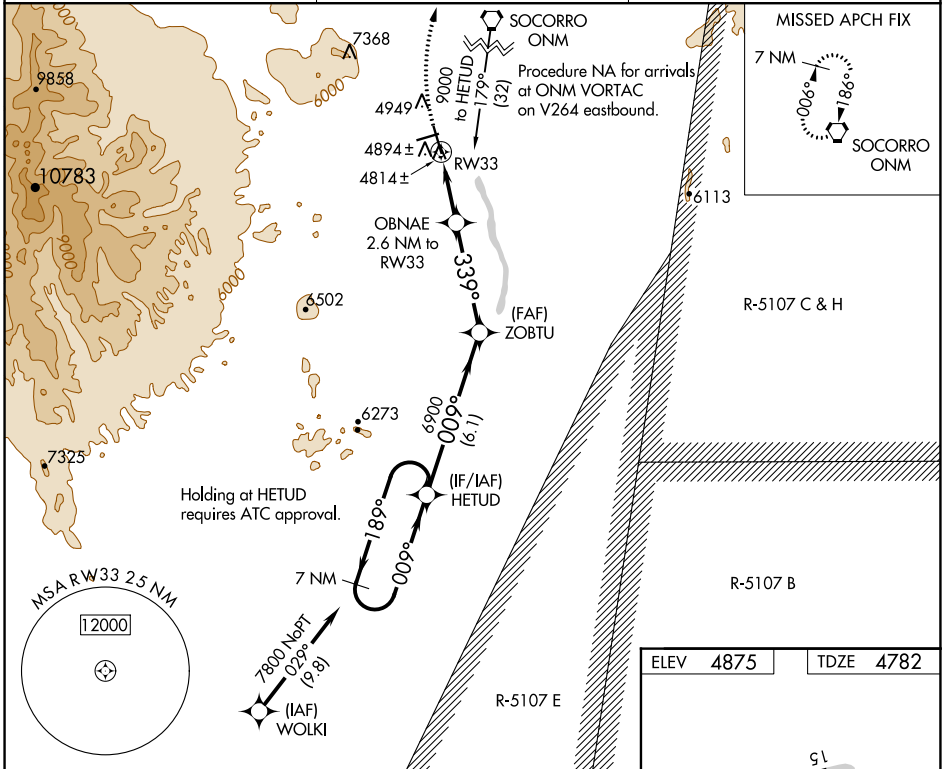 7368
9858
6000
4949
9000
to HETUD
179°
(32)
SOCORRO
ONM
Procedure NA for arrivals
at ONM VORTAC
on V264 eastbound.
MISSED APCH FIX
7 NM
006°
186°
SOCORRO
ONM
4894±
4814±
RW33
10783
6000
6000
6113
OBNAE
2.6 NM to
RW33
339°
6502
(FAF)
ZOBTU
R-5107 C & H
6273
6900
009°
(6.1)
7325
(IF/IAF)
HETUD
Holding at HETUD
requires ATC approval.
189°
009°
7 NM
R-5107 B
MSA RW33 25 NM
12000
7800 NoPT
029°
(9.8)
(IAF)
WOLKI
R-5107 E
ELEV 4875
TDZE 4782
15